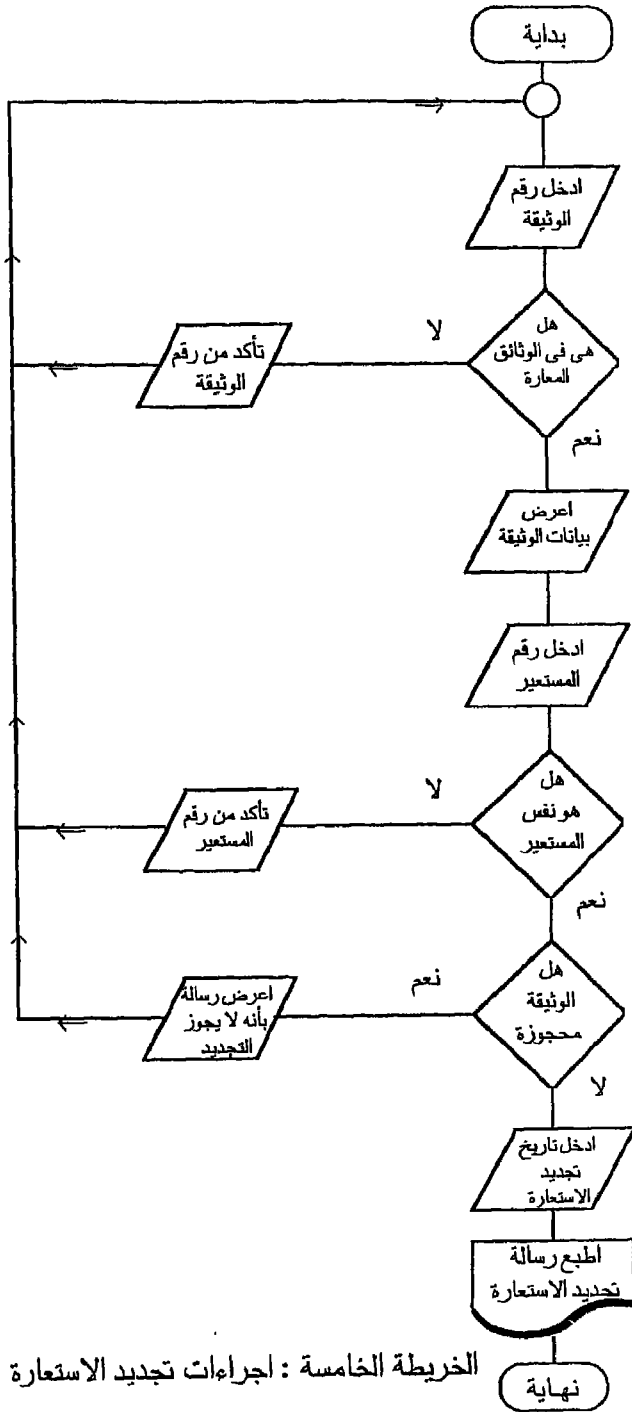 بداية
ادخل رقم
الوثيقة
هل
هى فى الوثائق
المعارة
لا
تأكد من رقم
الوثيقة
نعم
اعرض
بيانات الوثيقة
ادخل رقم
المستعير
هل
هو نفس
المستعير
لا
تأكد من رقم
المستعير
نعم
هل
الوثيقة
محجوزة
نعم
اعرض رسالة
بأنه لا يجوز
التجديد
لا
ادخل تاريخ
تجديد
الاستعارة
اطبع رسالة
تجديد الاستعارة
نهاية
الخريطة الخامسة : اجراءات تجديد الاستعارة